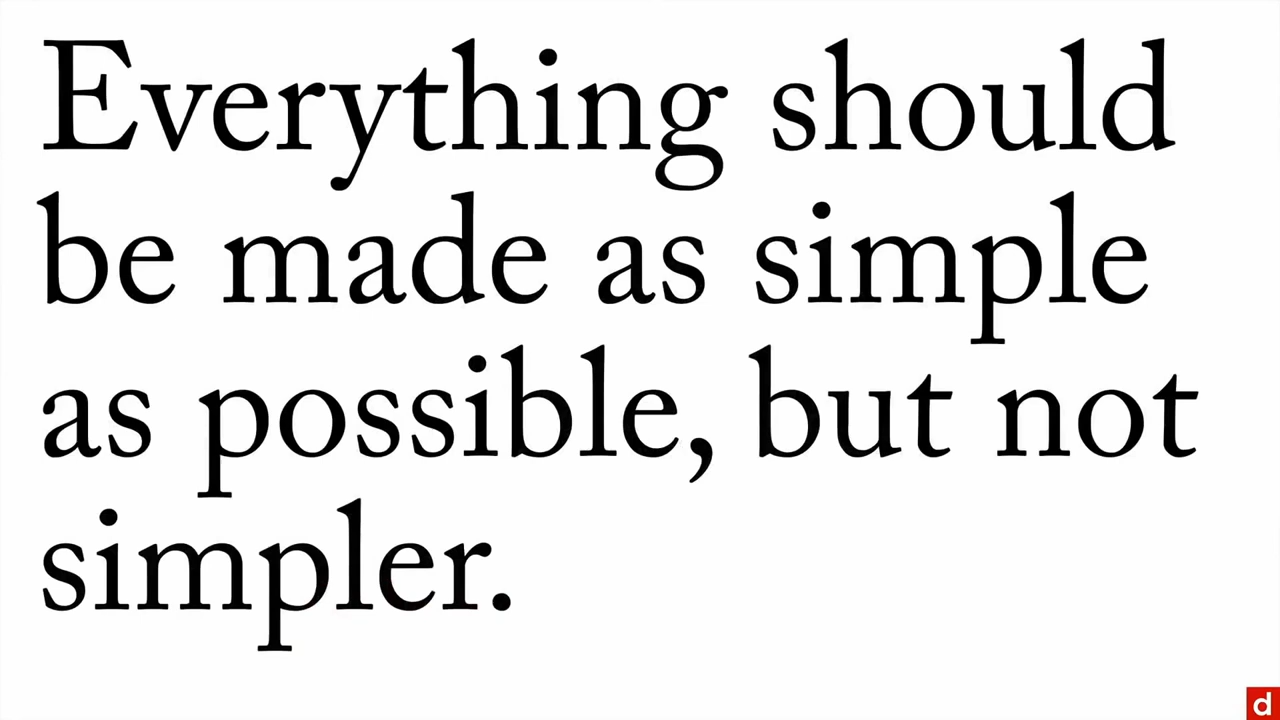 Everything should
be made as simple
as possible, but not
simpler.
d